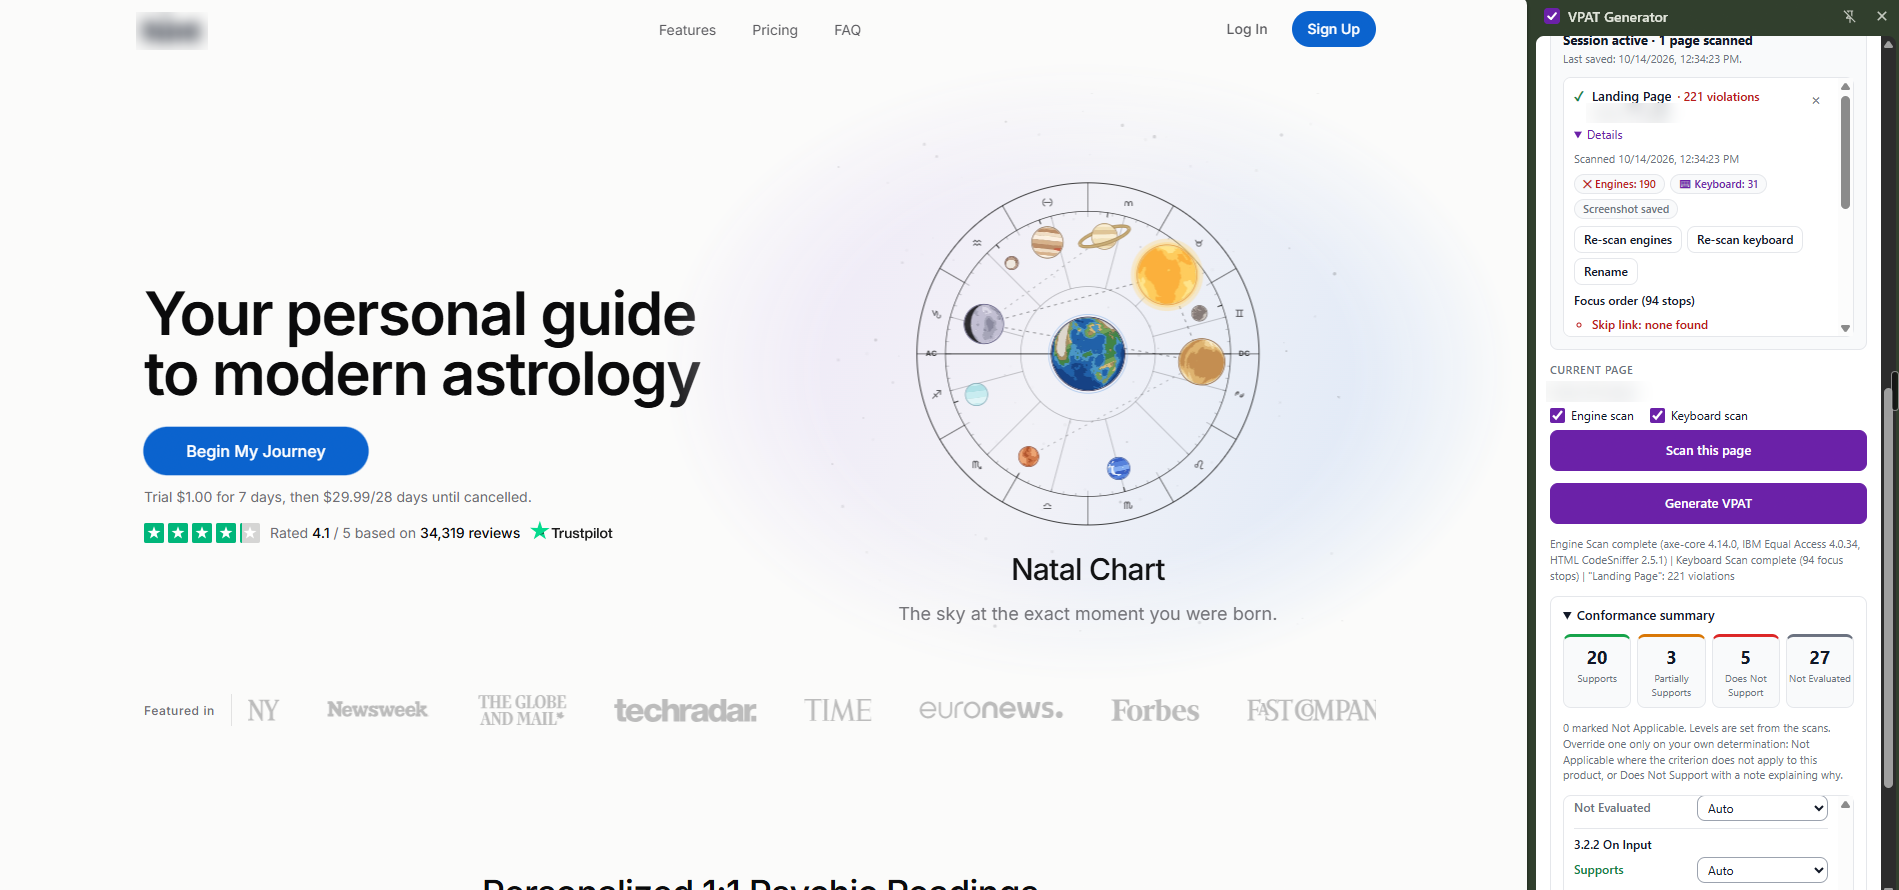 Features
Pricing
FAQ
Log In
Sign Up
Your personal guide
to modern astrology
Begin My Journey
Trial $1.00 for 7 days, then $29.99/28 days until cancelled.
Rated 4.1 / 5 based on 34,319 reviews
Trustpilot
AC
DC
Natal Chart
The sky at the exact moment you were born.
Featured in
NY
Newsweek
THE GLOBE
AND MAIL*
techradar.
TIME
euronews.
Forbes
FAST COMPAN
Personalized 1:1 Psychic Readings
VPAT Generator
Session active · 1 page scanned
Last saved: 10/14/2026, 12:34:23 PM.
Landing Page · 221 violations
Details
Scanned 10/14/2026, 12:34:23 PM
Engines: 190
Keyboard: 31
Screenshot saved
Re-scan engines
Re-scan keyboard
Rename
Focus order (94 stops)
Skip link: none found
CURRENT PAGE
Engine scan
Keyboard scan
Scan this page
Generate VPAT
Engine Scan complete (axe-core 4.14.0, IBM Equal Access 4.0.34,
HTML CodeSniffer 2.5.1) | Keyboard Scan complete (94 focus
stops) | "Landing Page": 221 violations
Conformance summary
20
Supports
3
Partially
Supports
5
Does Not
Support
27
Not Evaluated
0 marked Not Applicable. Levels are set from the scans.
Override one only on your own determination: Not
Applicable where the criterion does not apply to this
product, or Does Not Support with a note explaining why.
Not Evaluated
Auto
3.2.2 On Input
Supports
Auto